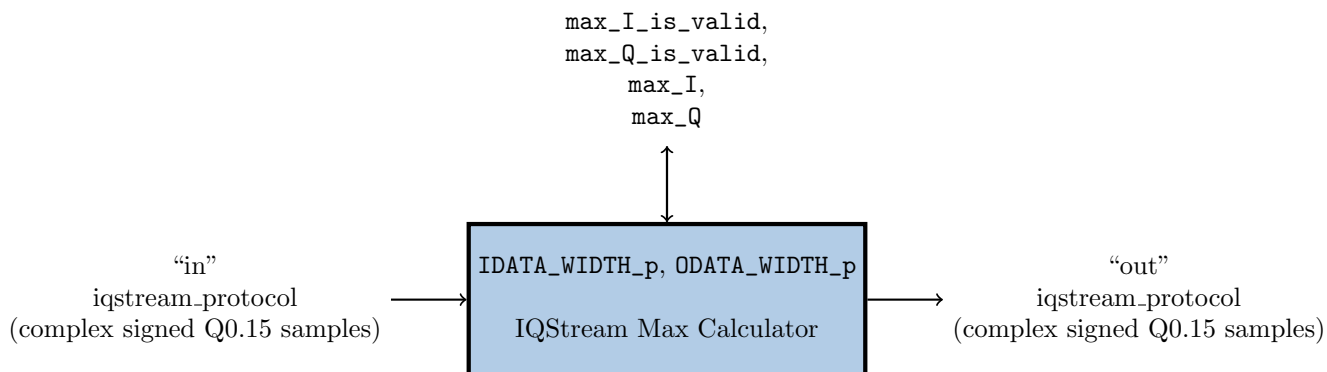 max_I_is_valid,
max_Q_is_valid,
max_I,
max_Q
“in”
iqstream_protocol
(complex signed Q0.15 samples)
IDATA_WIDTH_p, ODATA_WIDTH_p
IQStream Max Calculator
“out”
iqstream_protocol
(complex signed Q0.15 samples)